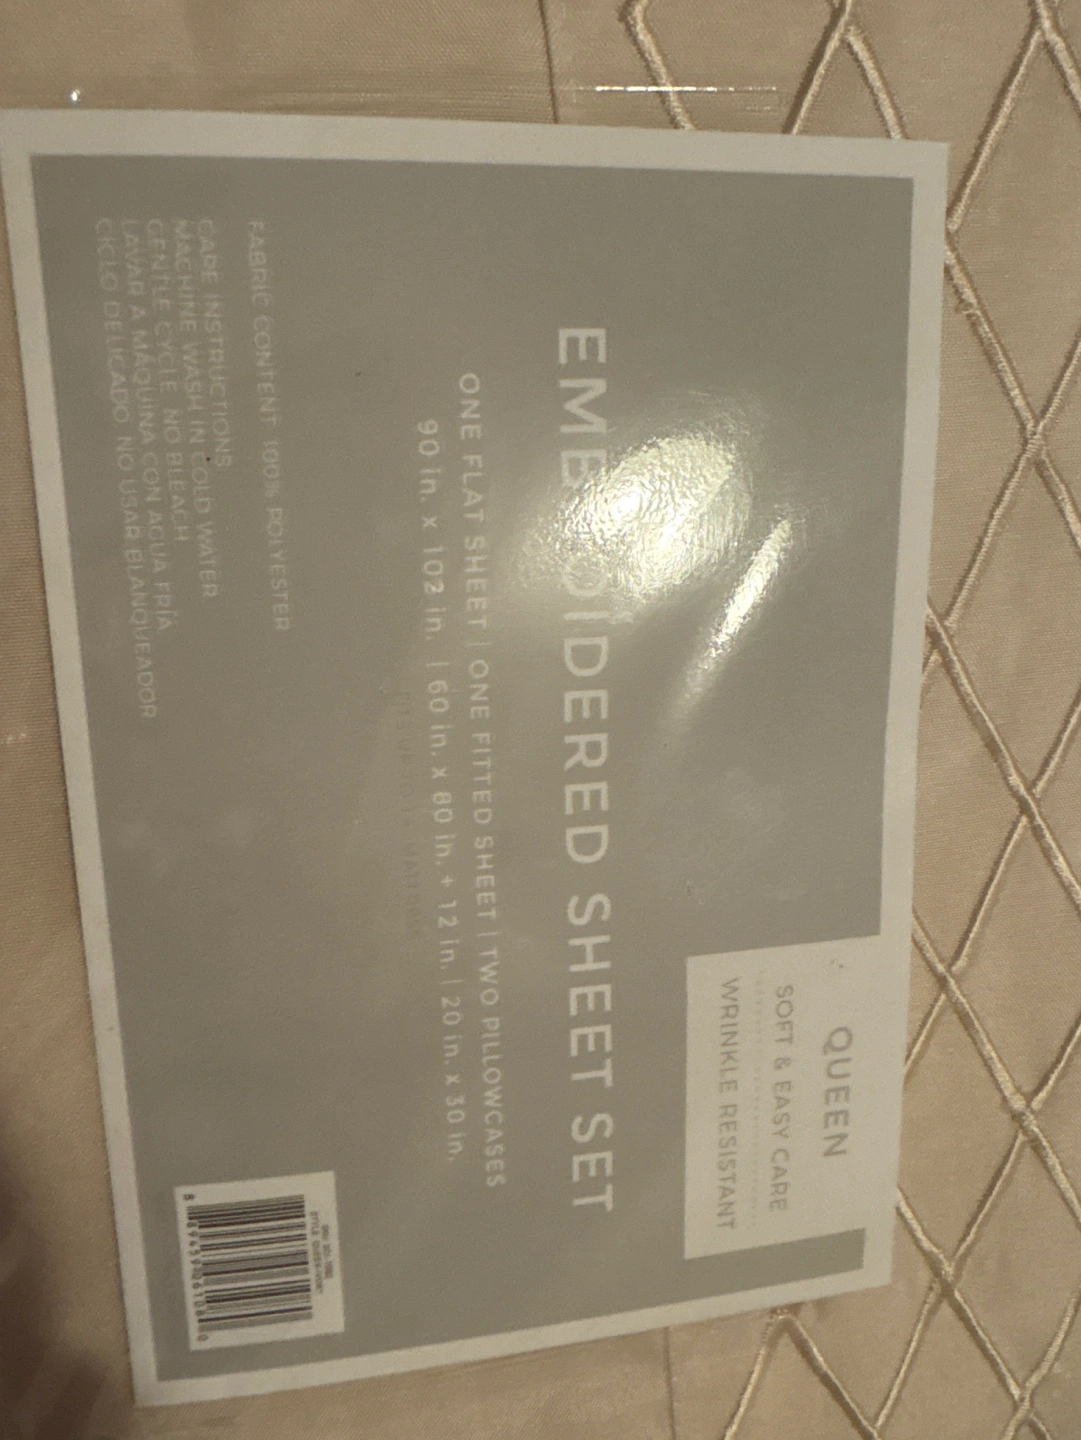 QUEEN
SOFT & EASY CARE
WRINKLE RESISTANT
EMBROIDERED SHEET SET
ONE FLAT SHEET | ONE FITTED SHEET | TWO PILLOWCASES
90 in. x 102 in. | 60 in. x 80 in. + 12 in. | 20 in. x 30 in.
FABRIC CONTENT: 100% POLYESTER
CARE INSTRUCTIONS
MACHINE WASH IN COLD WATER
GENTLE CYCLE. NO BLEACH
LAVAR A MÁQUINA CON AGUA FRÍA
CICLO DELICADO. NO USAR BLANQUEADOR